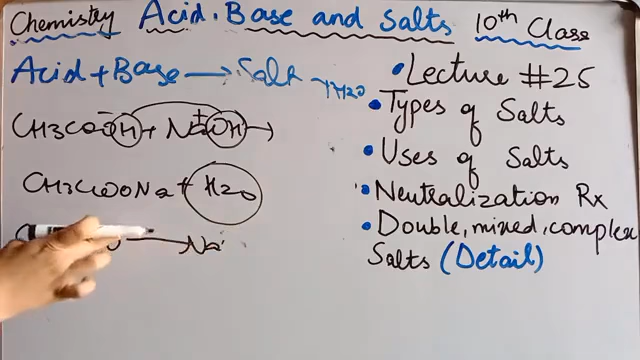 Chemistry Acid, Base and Salts 10th Class
Acid + Base → Salt + H2O
CH3COOH + NaOH →
CH3COONa + H2O
Na
• Lecture #25
• Types of Salts
• Uses of Salts
• Neutralization Rx
• Double, mixed, complex
Salts (Detail)